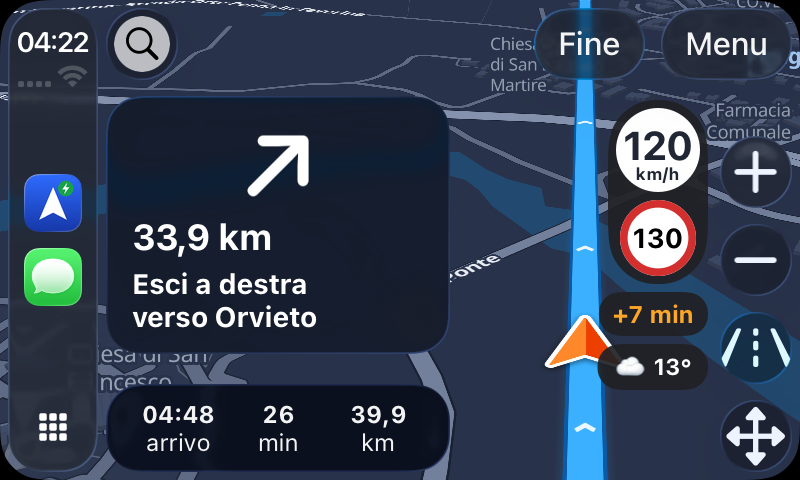 04:22
Fine
Menu
Chiesa
di San
Martire
Farmacia
Comunale
120
km/h
130
33,9 km
Esci a destra
verso Orvieto
Ponte
+7 min
13°
04:48
arrivo
26
min
39,9
km